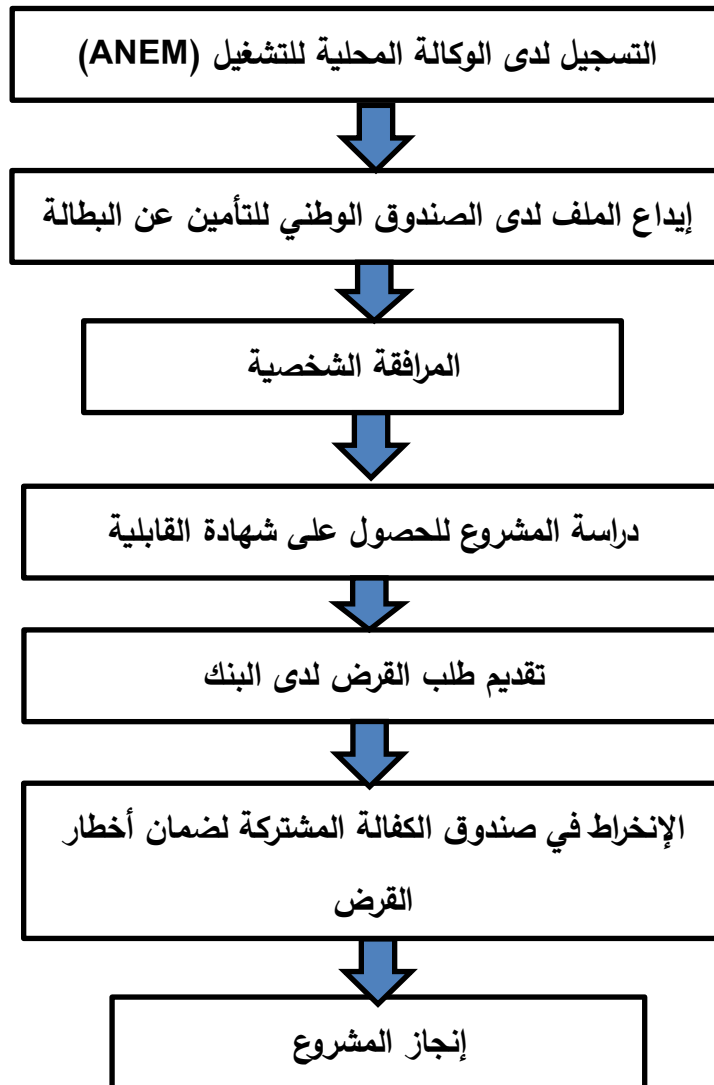 التسجيل لدى الوكالة المحلية للتشغيل (ANEM)
إيداع الملف لدى الصندوق الوطني للتأمين عن البطالة
المرافقة الشخصية
دراسة المشروع للحصول على شهادة القابلية
تقديم طلب القرض لدى البنك
الإنخراط في صندوق الكفالة المشتركة لضمان أخطار
القرض
إنجاز المشروع